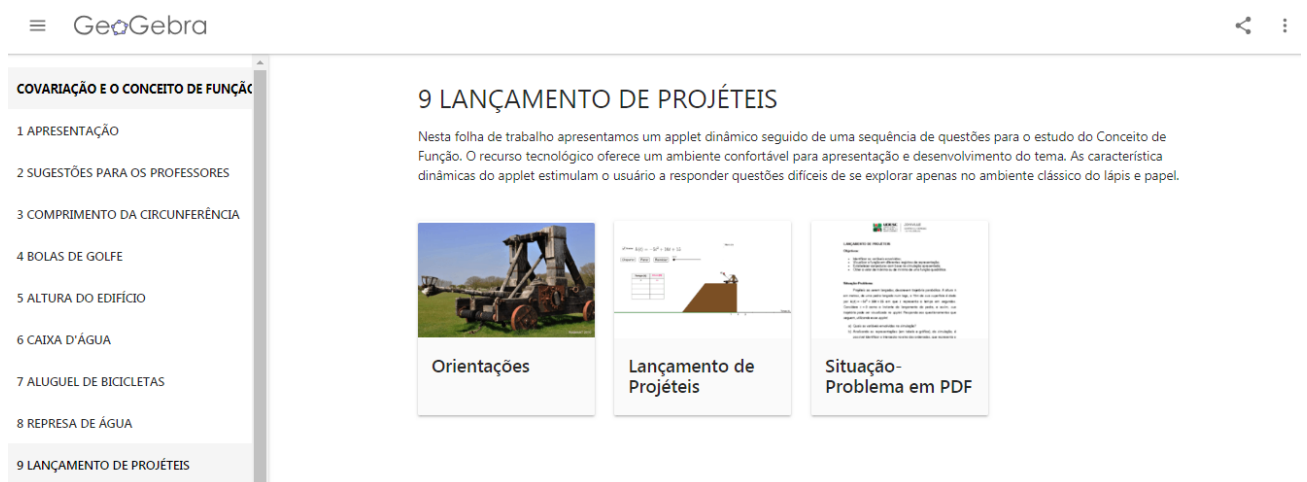 GeoGebra
COVARIAÇÃO E O CONCEITO DE FUNÇÃO
1 APRESENTAÇÃO
2 SUGESTÕES PARA OS PROFESSORES
3 COMPRIMENTO DA CIRCUNFERÊNCIA
4 BOLAS DE GOLFE
5 ALTURA DO EDIFÍCIO
6 CAIXA D'ÁGUA
7 ALUGUEL DE BICICLETAS
8 REPRESA DE ÁGUA
9 LANÇAMENTO DE PROJÉTEIS
9 LANÇAMENTO DE PROJÉTEIS
Nesta folha de trabalho apresentamos um applet dinâmico seguido de uma sequência de questões para o estudo do Conceito de
Função. O recurso tecnológico oferece um ambiente confortável para apresentação e desenvolvimento do tema. As característica
dinâmicas do applet estimulam o usuário a responder questões difíceis de se explorar apenas no ambiente clássico do lápis e papel.
Orientações
Lançamento de
Projéteis
LANÇAMENTO DE PROJÉTEIS
Situação-
Problema em PDF